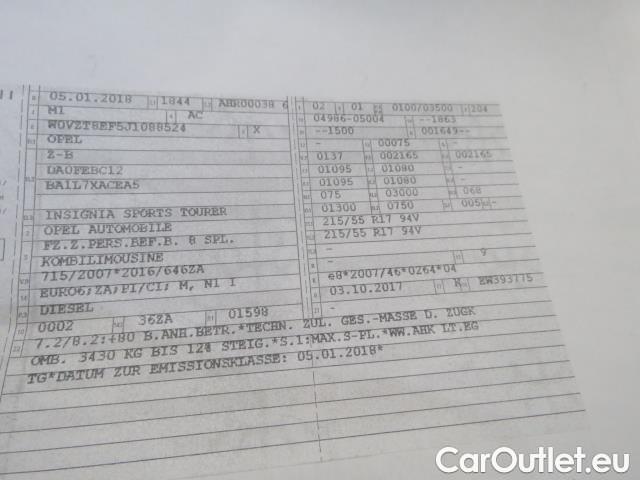 05.01.2018 1844 ABR00038 6
M1 AC
W0VZT8EF5J1088524 X
OPEL
Z-B
DA0FEBC12
BA1L7XACEA5
INSIGNIA SPORTS TOURER
OPEL AUTOMOBILE
FZ.Z.PERS.BEF.B. 8 SPL.
KOMBILIMOUSINE
715/2007*2016/646ZA
EURO6;ZA;PI/CI; M, N1 I
DIESEL
0002 36ZA 01598
7.2/8.2:+80 B.ANH.BETR.*TECHN. ZUL. GES.-MASSE D. ZUGK
OMB. 3430 KG BIS 12% STEIG.*S.1:MAX.S-PL.*WW.AHK LT.EG
TG*DATUM ZUR EMISSIONSKLASSE: 05.01.2018*
02 01 0100/03500 204
04986-05004 --1863
--1500 001649--
- 00075 -
0137 002165 002165
01095 01080 -
01095 01080 -
075 03000 068
01300 0750 005 -
215/55 R17 94V
215/55 R17 94V
-
- 9
e8*2007/46*0264*04
03.10.2017 K EW393775
-
CarOutlet.eu